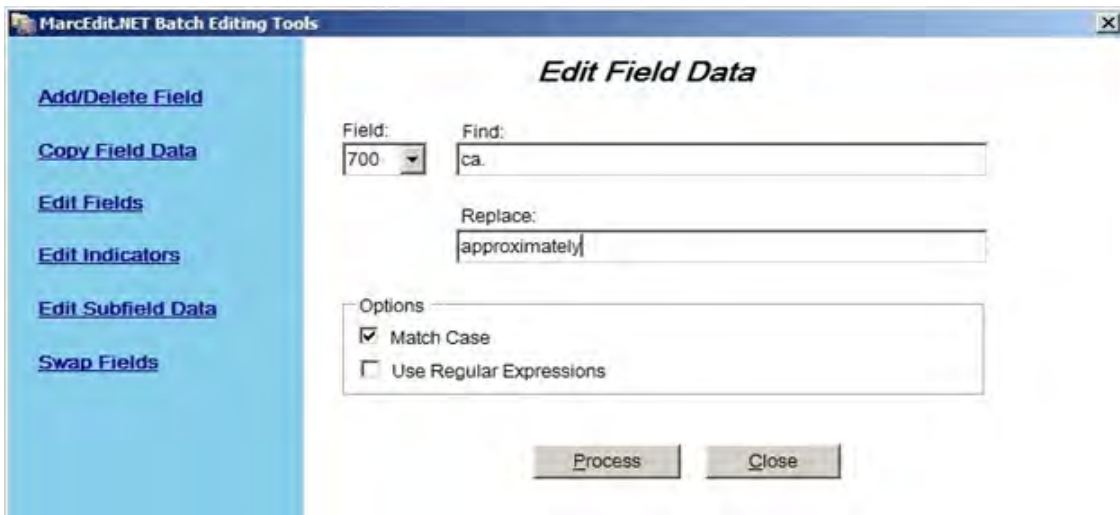 MarcEdit.NET Batch Editing Tools
Edit Field Data
Add/Delete Field
Copy Field Data
Edit Fields
Edit Indicators
Edit Subfield Data
Swap Fields
Field:
Find:
700
ca.
Replace:
approximately
Options
Match Case
Use Regular Expressions
Process
Close